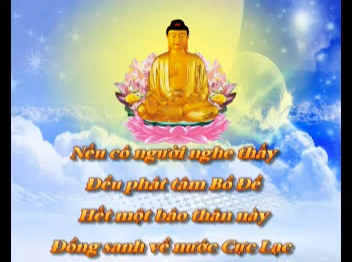 Nếu có người nghe thấy
Đều phát tâm Bồ Đề
Hết một báo thân này
Đồng sanh về nước Cực Lạc